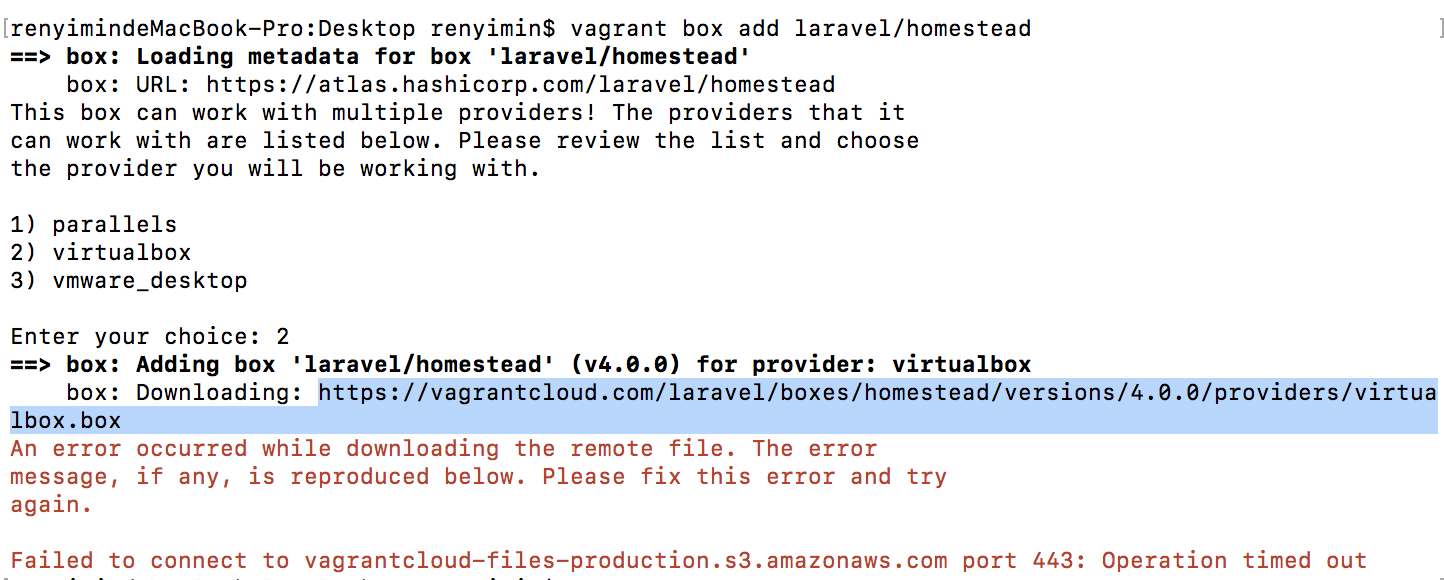 [renyimindeMacBook-Pro:Desktop renyimin$ vagrant box add laravel/homestead ]
==> box: Loading metadata for box 'laravel/homestead'
    box: URL: https://atlas.hashicorp.com/laravel/homestead
This box can work with multiple providers! The providers that it
can work with are listed below. Please review the list and choose
the provider you will be working with.

1) parallels
2) virtualbox
3) vmware_desktop

Enter your choice: 2
==> box: Adding box 'laravel/homestead' (v4.0.0) for provider: virtualbox
    box: Downloading: https://vagrantcloud.com/laravel/boxes/homestead/versions/4.0.0/providers/virtua
lbox.box
An error occurred while downloading the remote file. The error
message, if any, is reproduced below. Please fix this error and try
again.

Failed to connect to vagrantcloud-files-production.s3.amazonaws.com port 443: Operation timed out